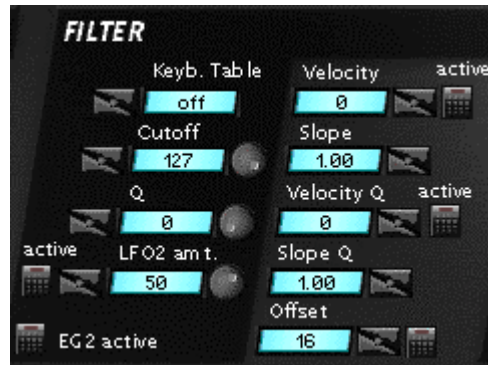 FILTER
Keyb. Table Velocity active
off 0
Cutoff Slope
127 1.00
Q Velocity Q active
0 0
active LFO2 amt. Slope Q
50 1.00
Offset
EG2 active 16